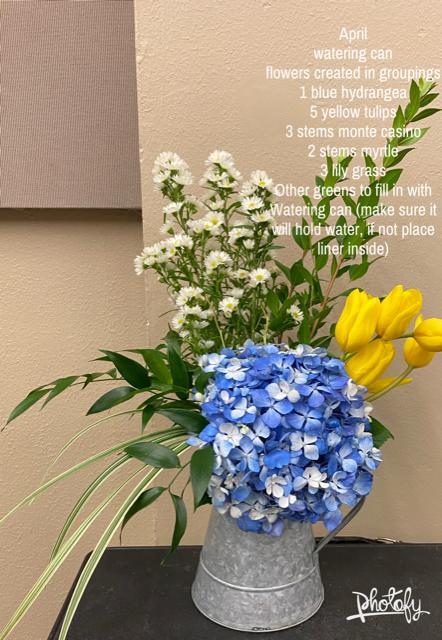 April
watering can
flowers created in groupings
1 blue hydrangea
5 yellow tulips
3 stems monte casino
2 stems myrtle
3 lily grass
Other greens to fill in with
Watering can (make sure it
will hold water, if not place
liner inside)
photofy